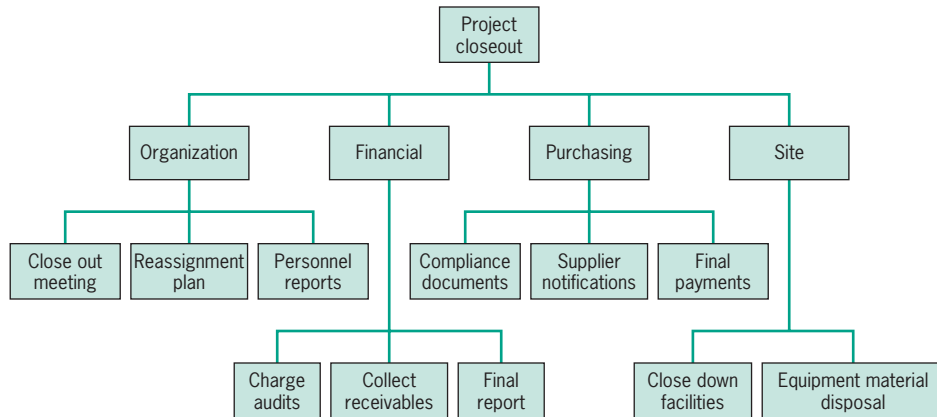 Project
closeout
Organization
Financial
Purchasing
Site
Close out
meeting
Reassignment
plan
Personnel
reports
Compliance
documents
Supplier
notifications
Final
payments
Charge
audits
Collect
receivables
Final
report
Close down
facilities
Equipment material
disposal